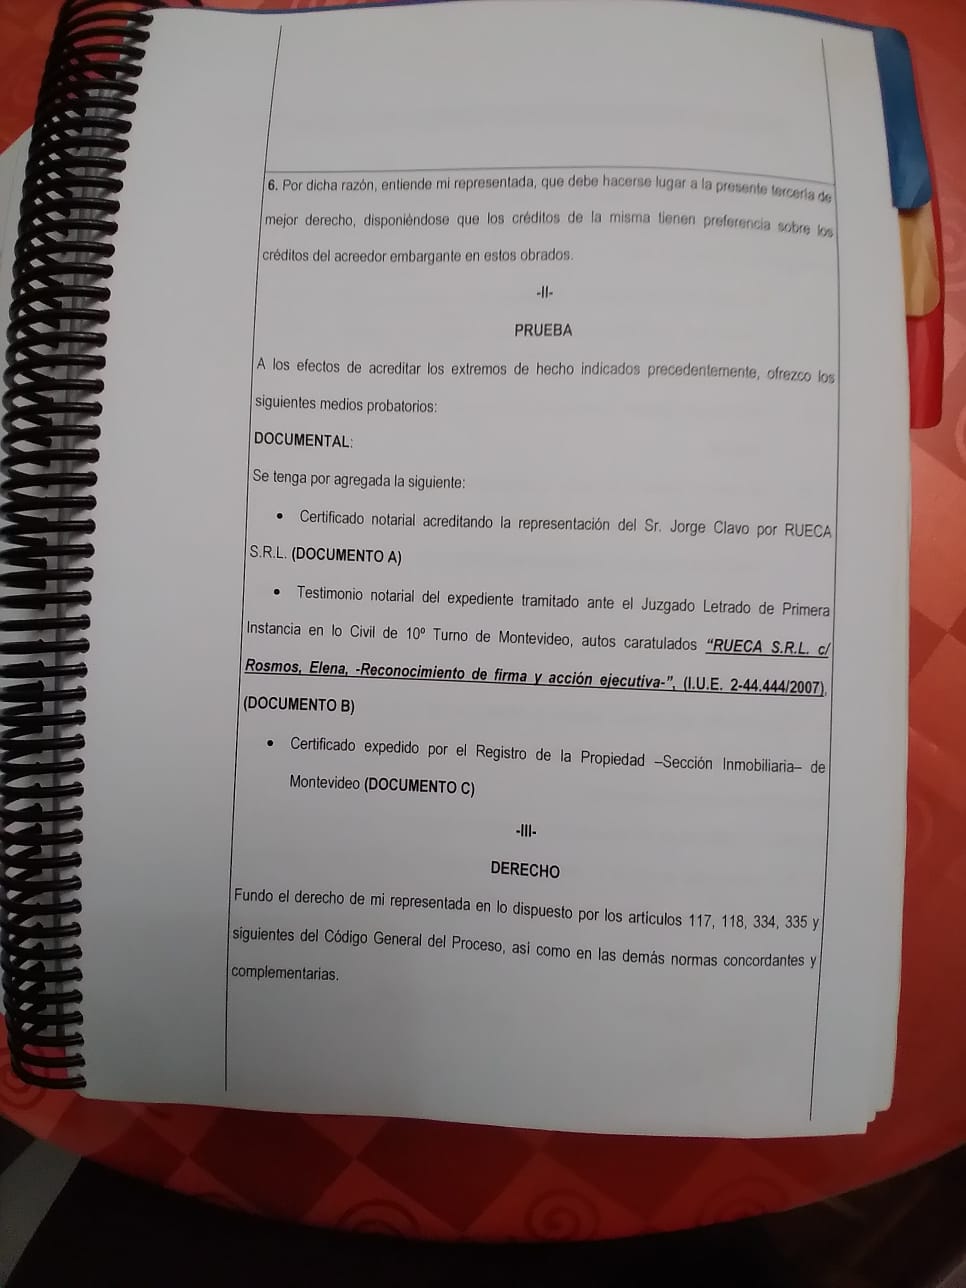 6. Por dicha razón, entiende mi representada, que debe hacerse lugar a la presente tercería de
mejor derecho, disponiéndose que los créditos de la misma tienen preferencia sobre los
créditos del acreedor embargante en estos obrados.
-II-
PRUEBA
A los efectos de acreditar los extremos de hecho indicados precedentemente, ofrezco los
siguientes medios probatorios:
DOCUMENTAL:
Se tenga por agregada la siguiente:
• Certificado notarial acreditando la representación del Sr. Jorge Clavo por RUECA
S.R.L. (DOCUMENTO A)
• Testimonio notarial del expediente tramitado ante el Juzgado Letrado de Primera
Instancia en lo Civil de 10º Turno de Montevideo, autos caratulados “RUECA S.R.L. c/
Rosmos, Elena, -Reconocimiento de firma y acción ejecutiva-”, (I.U.E. 2-44.444/2007),
(DOCUMENTO B)
• Certificado expedido por el Registro de la Propiedad –Sección Inmobiliaria– de
Montevideo (DOCUMENTO C)
-III-
DERECHO
Fundo el derecho de mi representada en lo dispuesto por los artículos 117, 118, 334, 335 y
siguientes del Código General del Proceso, así como en las demás normas concordantes y
complementarias.